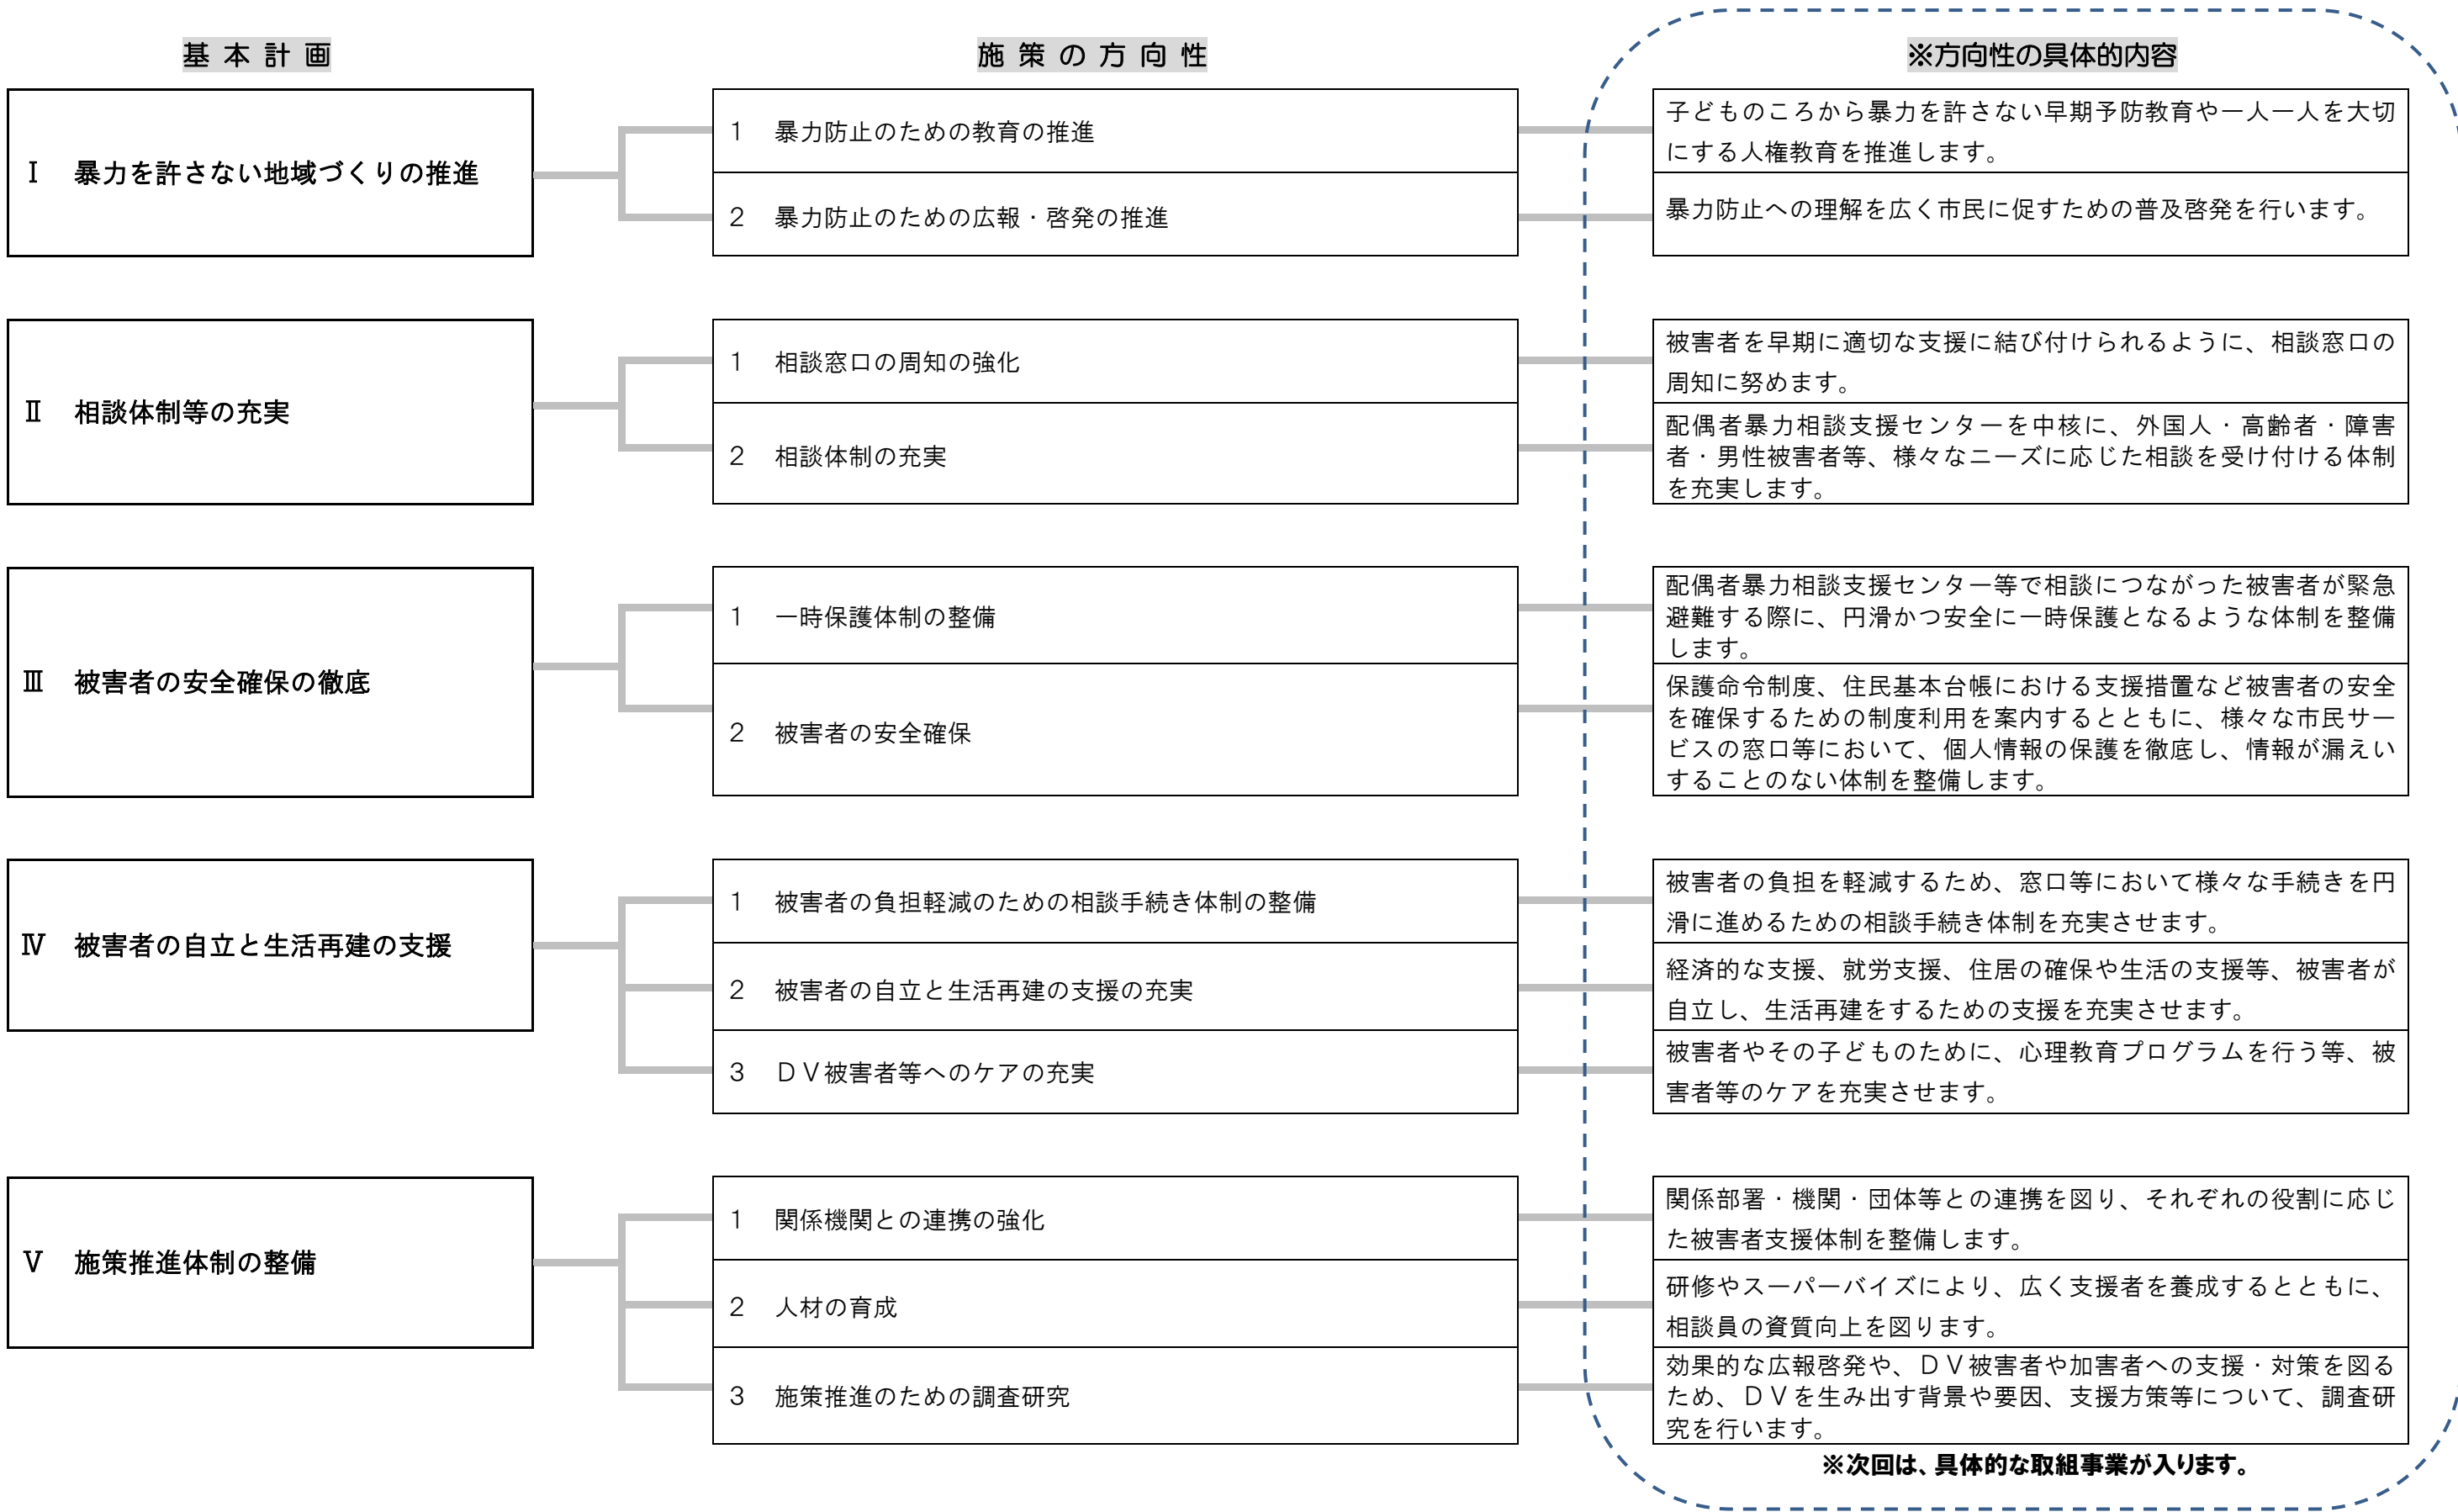 基本計画
施策の方向性
※方向性の具体的内容
Ⅰ 暴力を許さない地域づくりの推進
1 暴力防止のための教育の推進
子どものころから暴力を許さない早期予防教育や一人一人を大切
にする人権教育を推進します。
2 暴力防止のための広報・啓発の推進
暴力防止への理解を広く市民に促すための普及啓発を行います。
Ⅱ 相談体制等の充実
1 相談窓口の周知の強化
被害者を早期に適切な支援に結び付けられるように、相談窓口の
周知に努めます。
2 相談体制の充実
配偶者暴力相談支援センターを中核に、外国人・高齢者・障害
者・男性被害者等、様々なニーズに応じた相談を受け付ける体制
を充実します。
Ⅲ 被害者の安全確保の徹底
1 一時保護体制の整備
配偶者暴力相談支援センター等で相談につながった被害者が緊急
避難する際に、円滑かつ安全に一時保護となるような体制を整備
します。
2 被害者の安全確保
保護命令制度、住民基本台帳における支援措置など被害者の安全
を確保するための制度利用を案内するとともに、様々な市民サー
ビスの窓口等において、個人情報の保護を徹底し、情報が漏えい
することのない体制を整備します。
Ⅳ 被害者の自立と生活再建の支援
1 被害者の負担軽減のための相談手続き体制の整備
被害者の負担を軽減するため、窓口等において様々な手続きを円
滑に進めるための相談手続き体制を充実させます。
2 被害者の自立と生活再建の支援の充実
経済的な支援、就労支援、住居の確保や生活の支援等、被害者が
自立し、生活再建をするための支援を充実させます。
3 ＤＶ被害者等へのケアの充実
被害者やその子どものために、心理教育プログラムを行う等、被
害者等のケアを充実させます。
Ⅴ 施策推進体制の整備
1 関係機関との連携の強化
関係部署・機関・団体等との連携を図り、それぞれの役割に応じ
た被害者支援体制を整備します。
2 人材の育成
研修やスーパーバイズにより、広く支援者を養成するとともに、
相談員の資質向上を図ります。
3 施策推進のための調査研究
効果的な広報啓発や、ＤＶ被害者や加害者への支援・対策を図る
ため、ＤＶを生み出す背景や要因、支援方策等について、調査研
究を行います。
※次回は、具体的な取組事業が入ります。